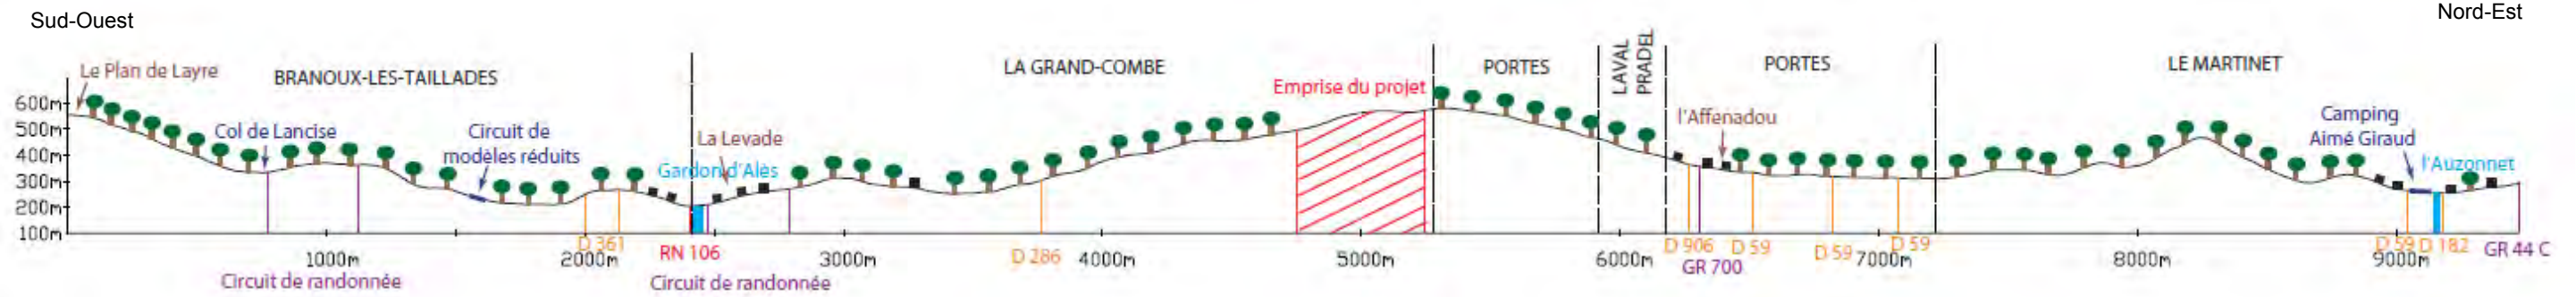 Sud-Ouest
Nord-Est
Le Plan de Layre
BRANOUX-LES-TAILLADES
LA GRAND-COMBE
PORTES
LAVAL
PRADEL
PORTES
LE MARTINET
Emprise du projet
600m
500m
400m
300m
200m
100m
Col de Lancise
Circuit de
modèles réduits
La Levade
Gardon d'Alès
l'Affenadou
Camping
Aimé Giraud
l'Auzonnet
D 361
RN 106
D 286
D 906
D 59
D 59
D 59
D 59
D 182
GR 44 C
GR 700
1000m
2000m
3000m
4000m
5000m
6000m
7000m
8000m
9000m
Circuit de randonnée
Circuit de randonnée